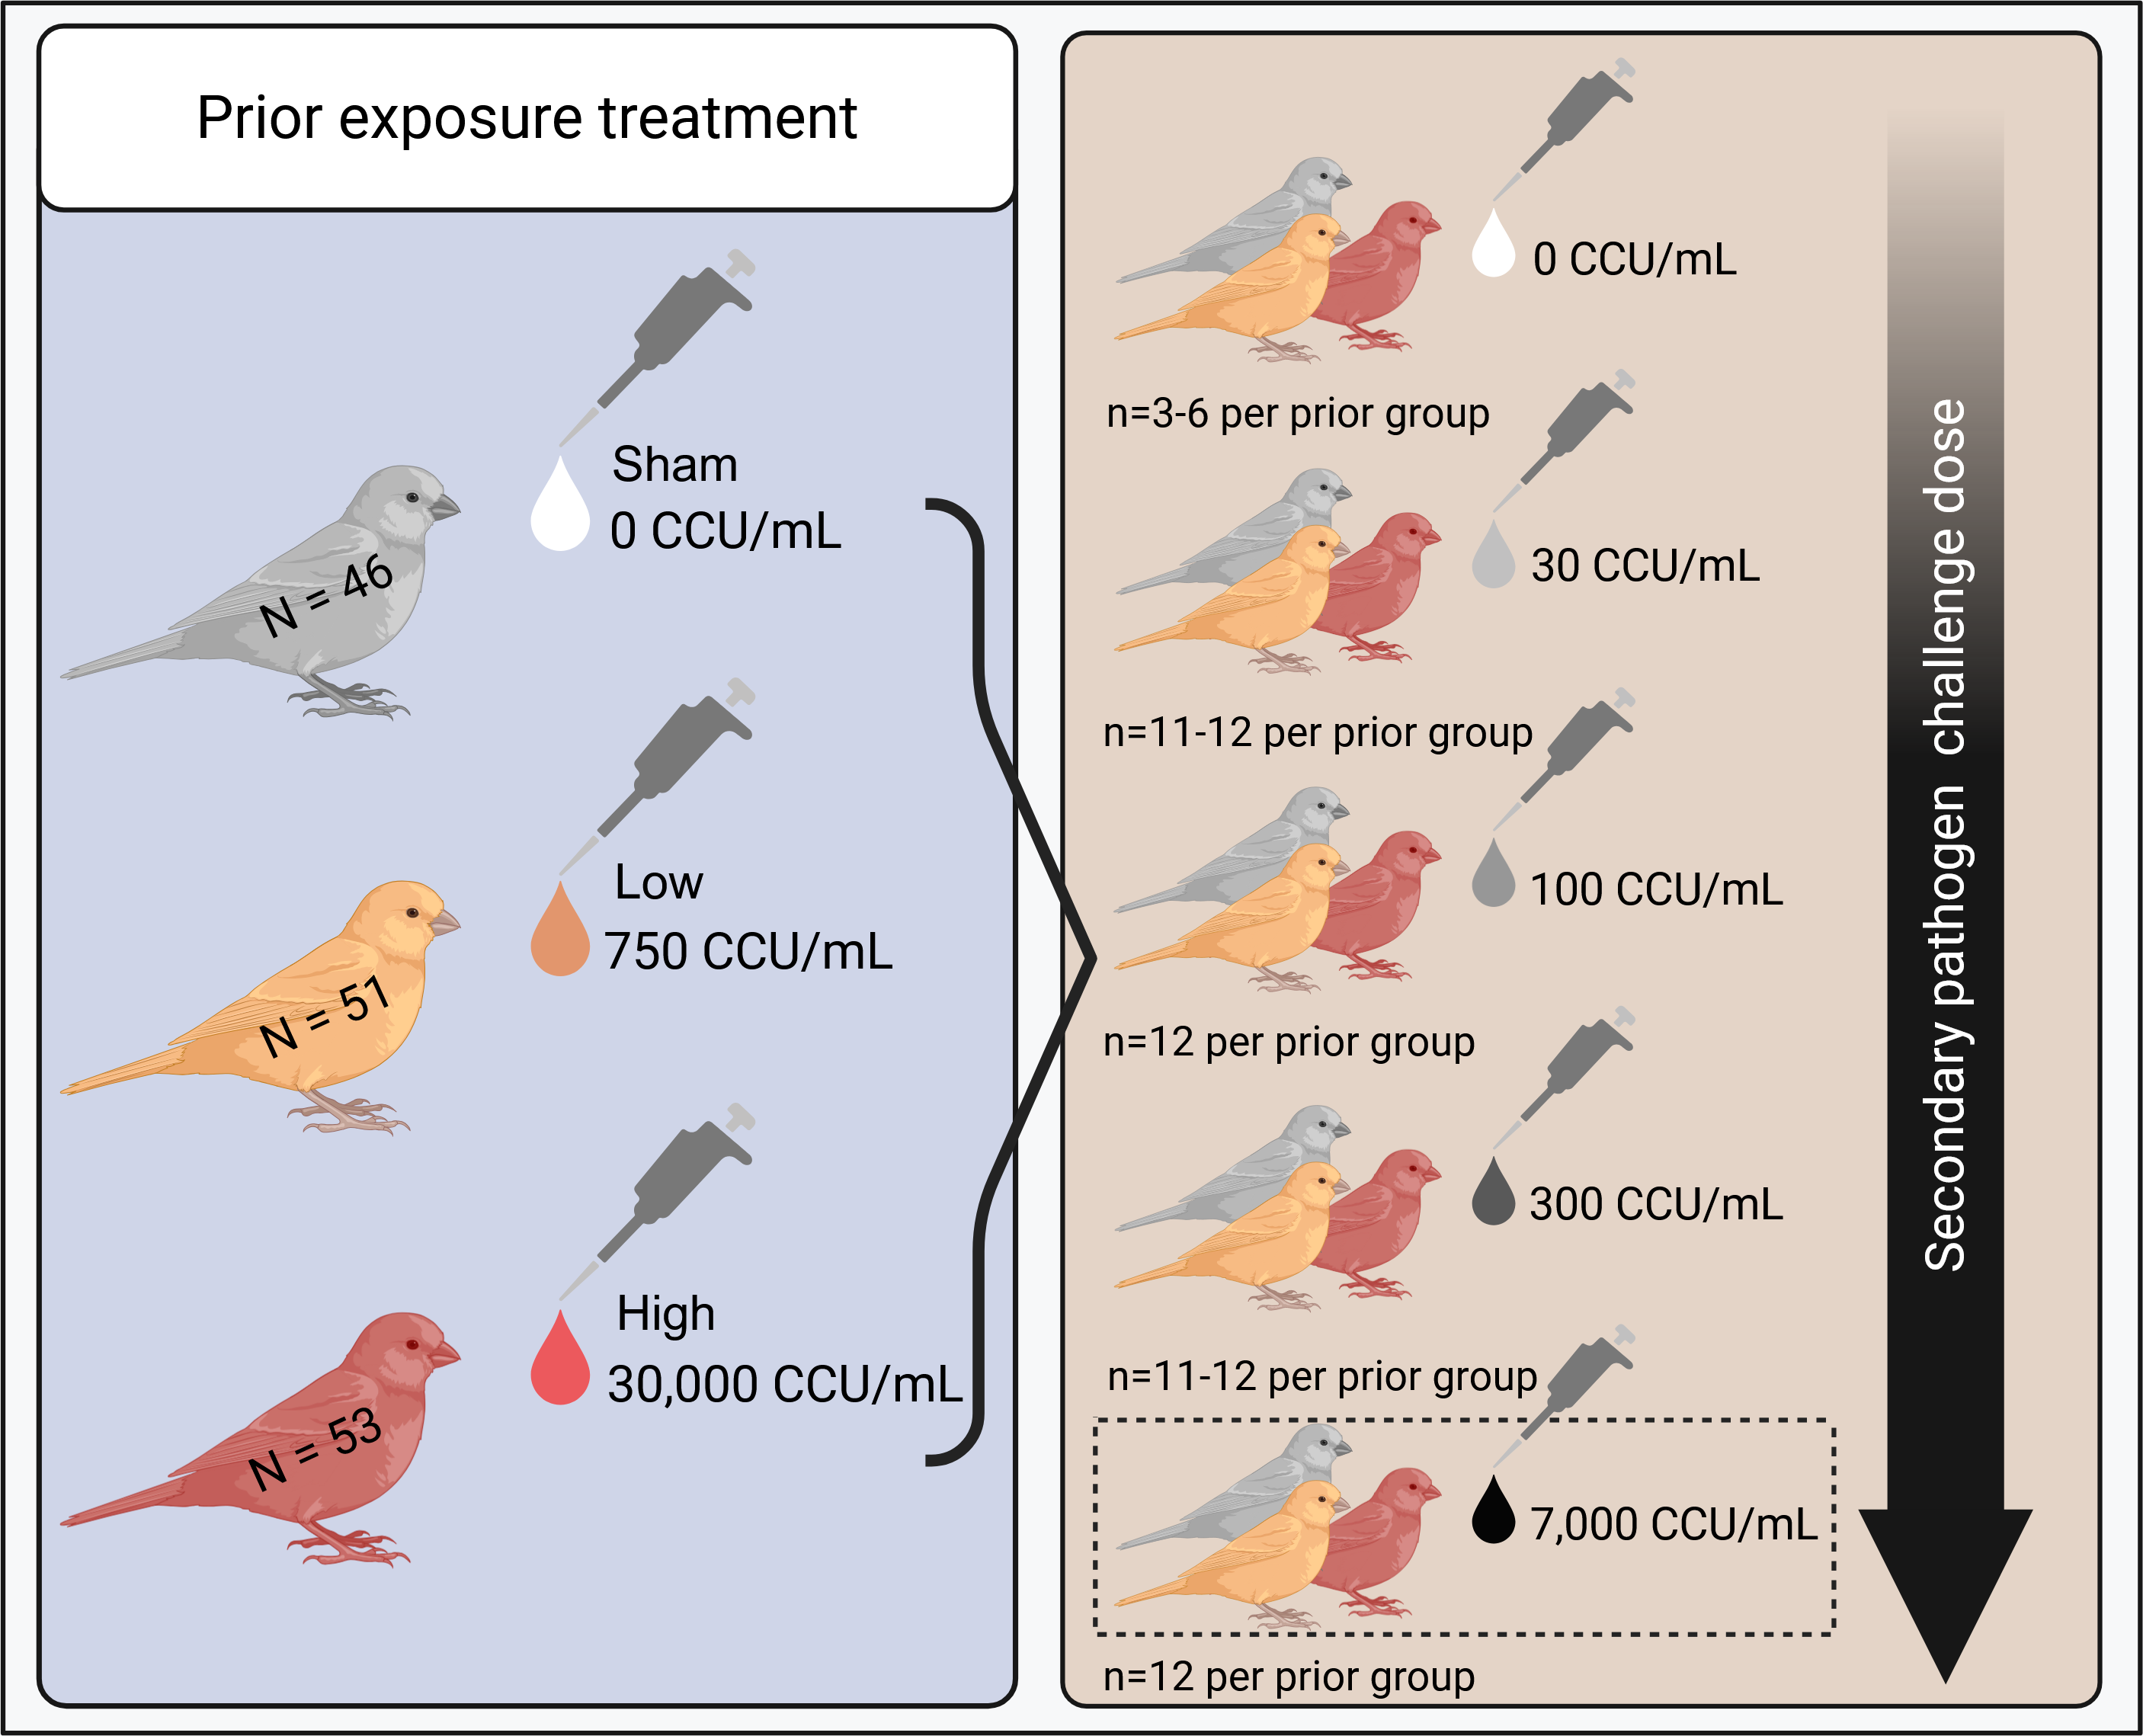 Prior exposure treatment
Sham
0 CCU/mL
N = 46
Low
750 CCU/mL
N = 51
High
30,000 CCU/mL
N = 53
0 CCU/mL
n=3-6 per prior group
30 CCU/mL
n=11-12 per prior group
100 CCU/mL
n=12 per prior group
300 CCU/mL
n=11-12 per prior group
7,000 CCU/mL
n=12 per prior group
Secondary pathogen challenge dose